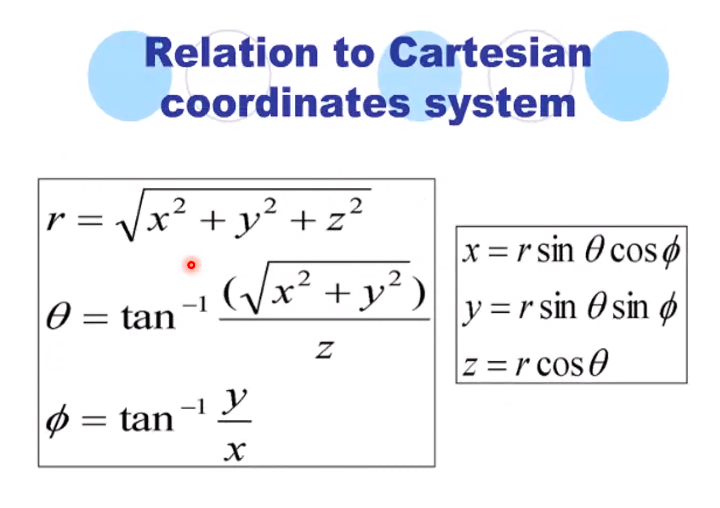 Relation to Cartesian
coordinates system
r = √(x² + y² + z²)
θ = tan⁻¹ (√(x² + y²)) / z
ϕ = tan⁻¹ y / x
x = r sin θ cos ϕ
y = r sin θ sin ϕ
z = r cos θ